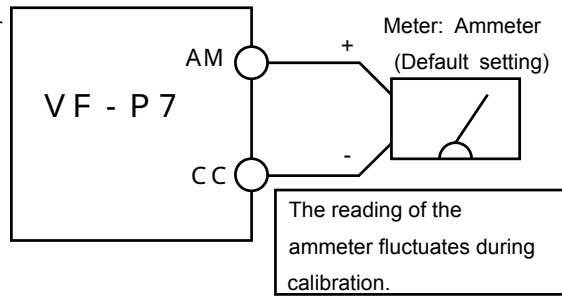 Meter: Ammeter
(Default setting)
AM
+
VF-P7
CC
-
The reading of the
ammeter fluctuates during
calibration.